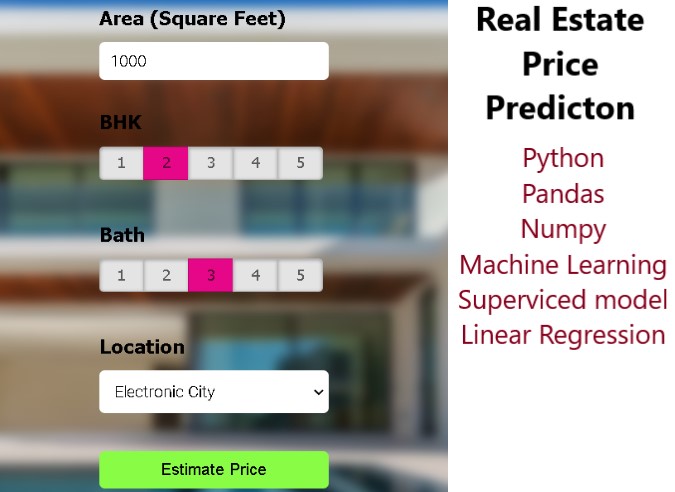 Area (Square Feet)
1000
BHK
1 2 3 4 5
Bath
1 2 3 4 5
Location
Electronic City
Estimate Price
Real Estate
Price
Predicton
Python
Pandas
Numpy
Machine Learning
Superviced model
Linear Regression